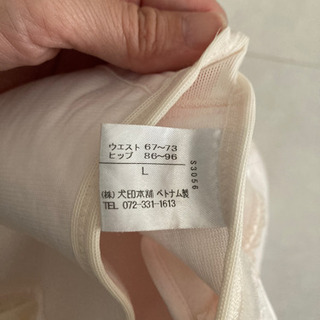 ウエスト 67~73
ヒップ 86~96
L
(株) 犬印本舗 ベトナム製
TEL 072-331-1613
S3056